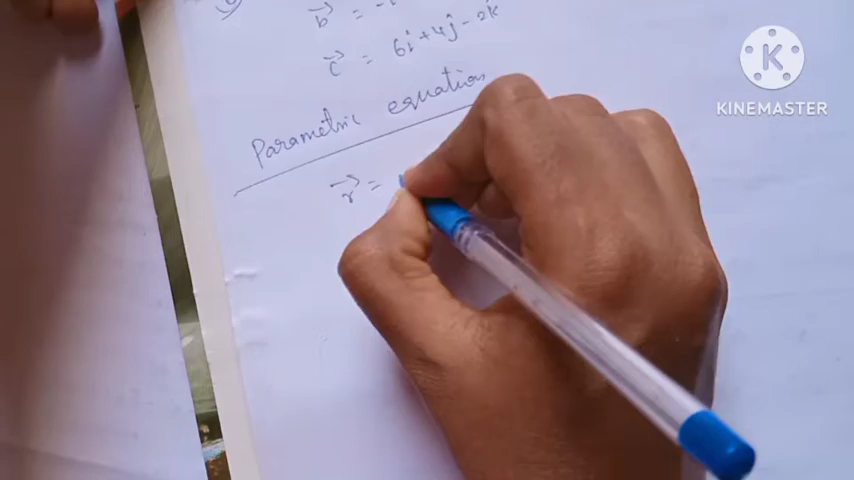 b⃗ = -
c⃗ = 6i+4j-2k
Parametric equation
r⃗ =
K
KINEMASTER